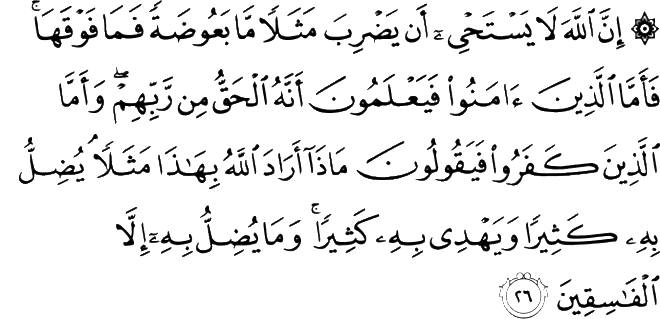 ۞ إِنَّ ٱللَّهَ لَا يَسْتَحْىِۦٓ أَن يَضْرِبَ مَثَلًا مَّا بَعُوضَةً فَمَا فَوْقَهَا ۚ
فَأَمَّا ٱلَّذِينَ ءَامَنُوا۟ فَيَعْلَمُونَ أَنَّهُ ٱلْحَقُّ مِن رَّبِّهِمْ ۖ وَأَمَّا
ٱلَّذِينَ كَفَرُوا۟ فَيَقُولُونَ مَاذَآ أَرَادَ ٱللَّهُ بِهَـٰذَا مَثَلًا ۘ يُضِلُّ
بِهِۦ كَثِيرًا وَيَهْدِى بِهِۦ كَثِيرًا ۚ وَمَا يُضِلُّ بِهِۦٓ إِلَّا
ٱلْفَـٰسِقِينَ ٢٦